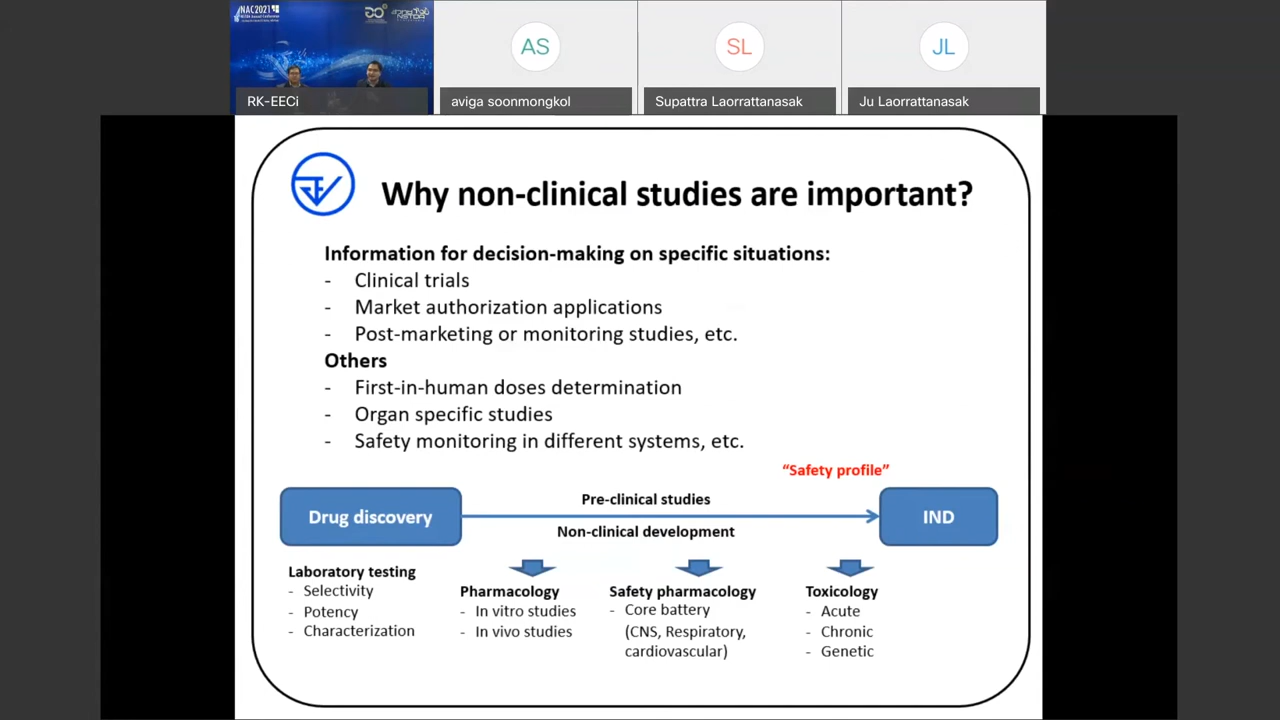 NAC2021
RK-EECi
AS
aviga soonmongkol
SL
Supattra Laorrattanasak
JL
Ju Laorrattanasak
Why non-clinical studies are important?
Information for decision-making on specific situations:
- Clinical trials
- Market authorization applications
- Post-marketing or monitoring studies, etc.
Others
- First-in-human doses determination
- Organ specific studies
- Safety monitoring in different systems, etc.
“Safety profile”
Drug discovery
Pre-clinical studies
Non-clinical development
IND
Laboratory testing
- Selectivity
- Potency
- Characterization
Pharmacology
- In vitro studies
- In vivo studies
Safety pharmacology
- Core battery
(CNS, Respiratory,
cardiovascular)
Toxicology
- Acute
- Chronic
- Genetic